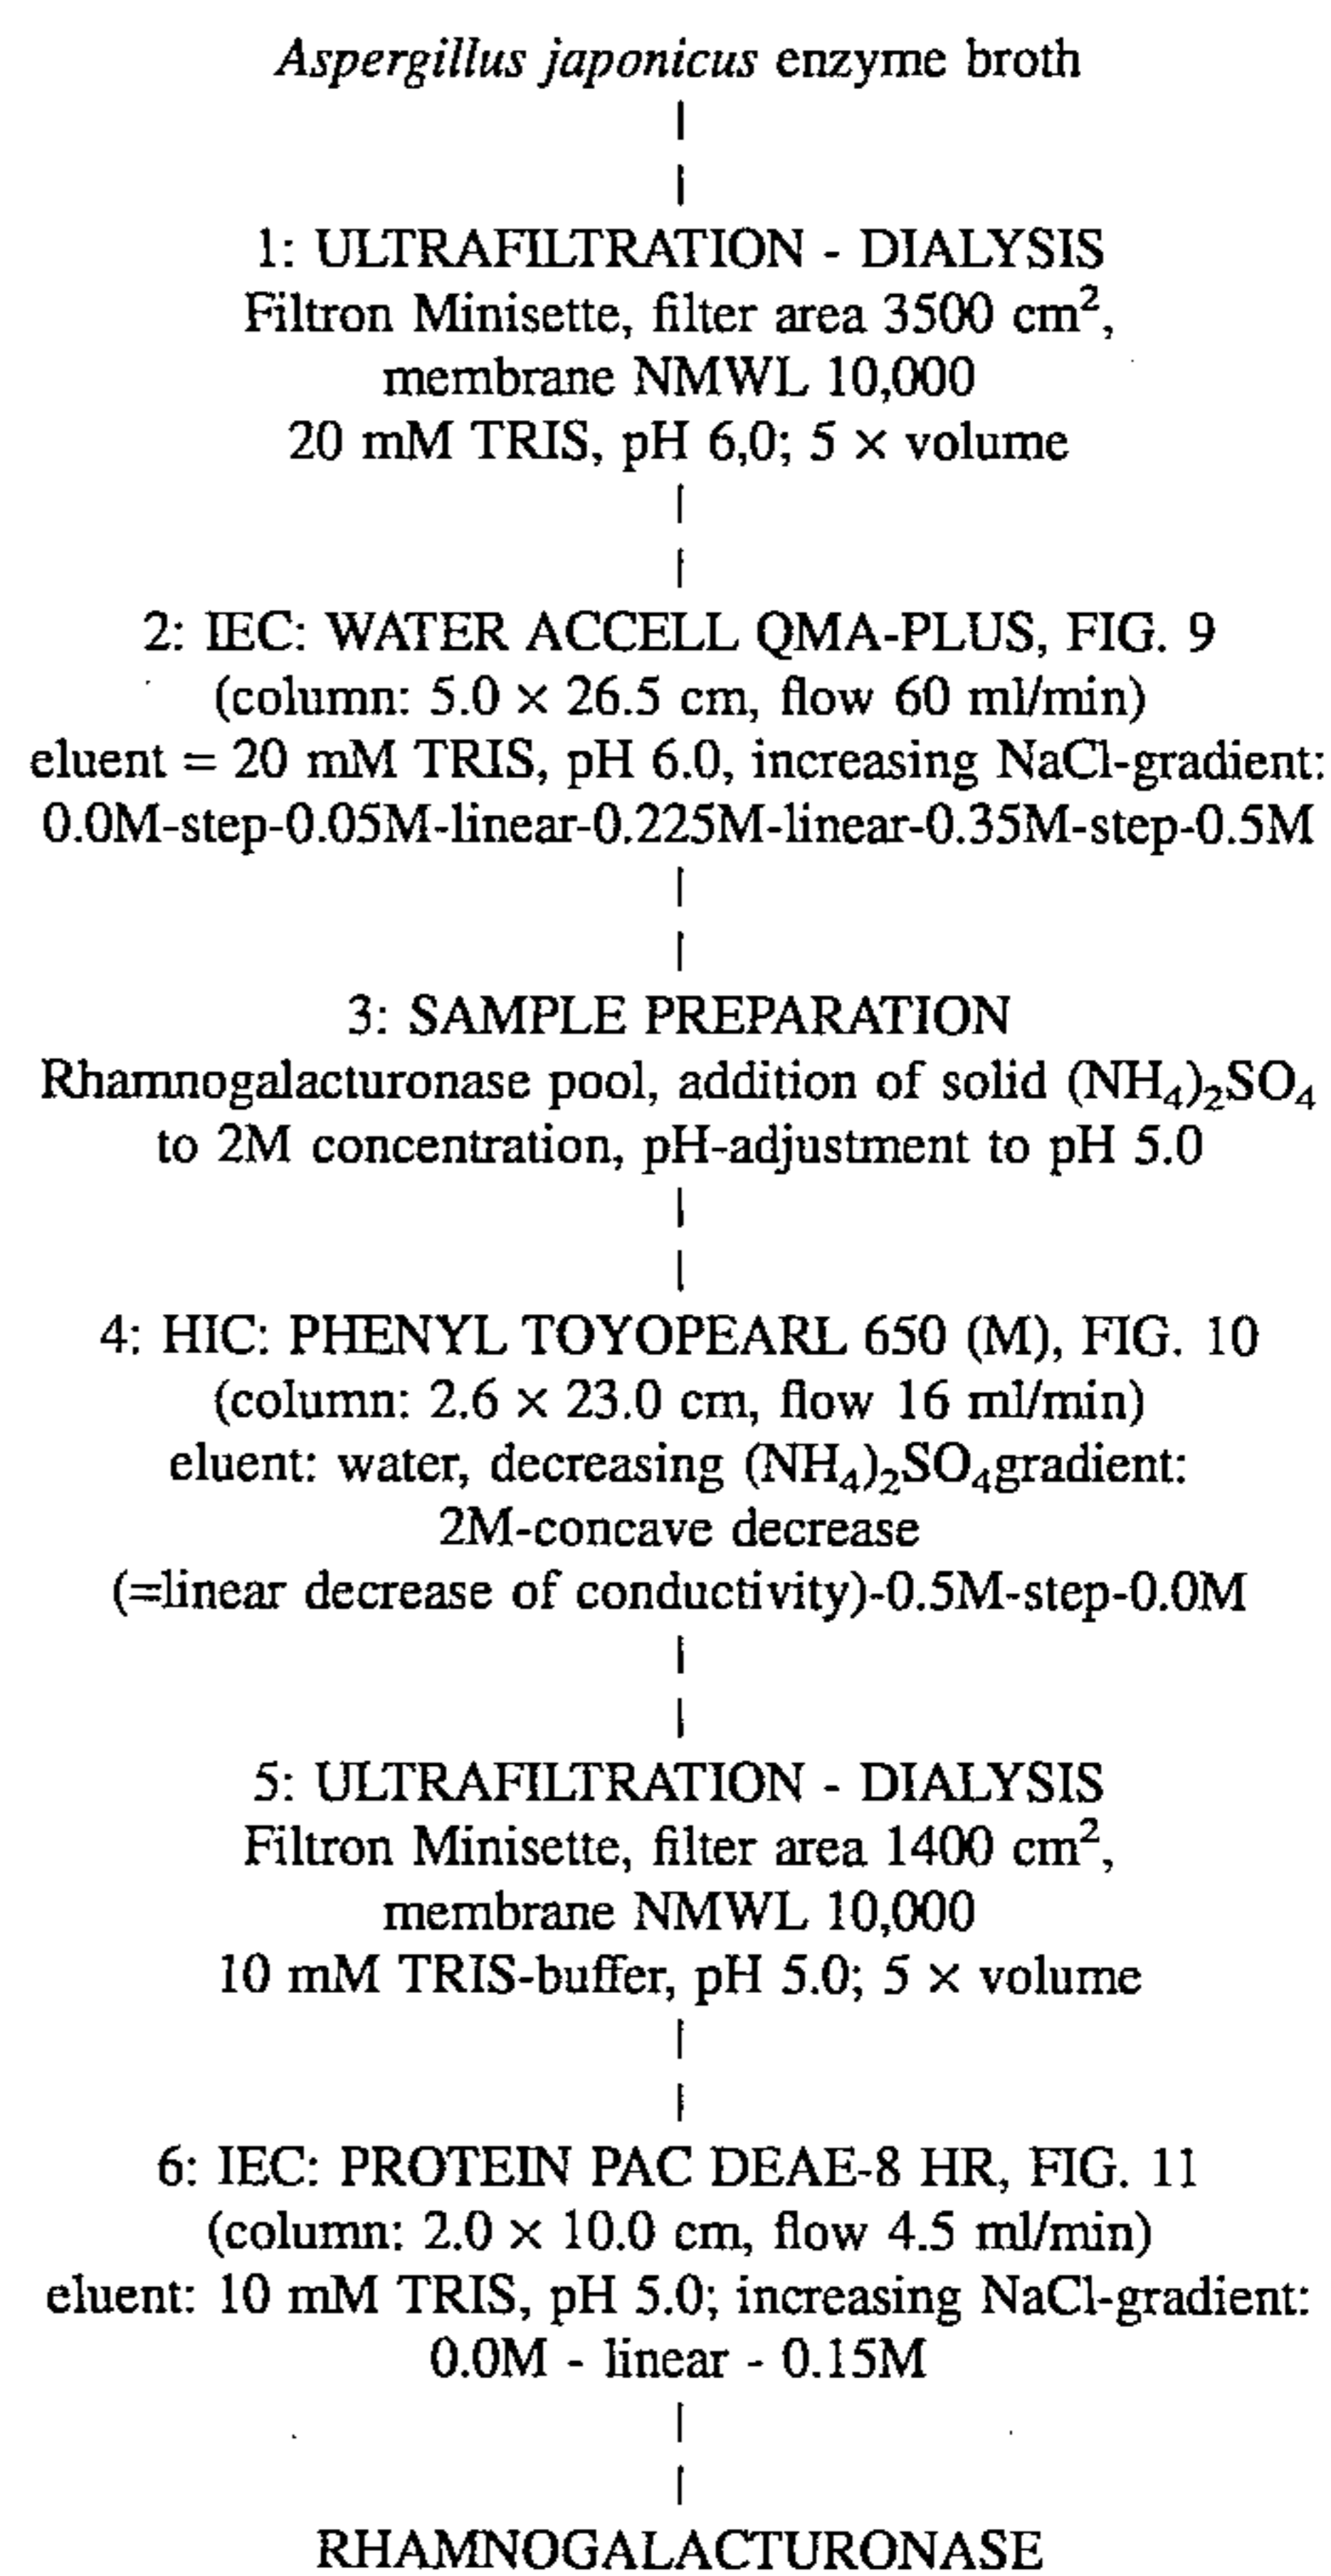 Aspergillus japonicus enzyme broth
1: ULTRAFILTRATION - DIALYSIS
Filtron Minisette, filter area 3500 cm²,
membrane NMWL 10,000
20 mM TRIS, pH 6,0; 5 × volume
2: IEC: WATER ACCELL QMA-PLUS, FIG. 9
(column: 5.0 × 26.5 cm, flow 60 ml/min)
eluent = 20 mM TRIS, pH 6.0, increasing NaCl-gradient:
0.0M-step-0.05M-linear-0.225M-linear-0.35M-step-0.5M
3: SAMPLE PREPARATION
Rhamnogalacturonase pool, addition of solid (NH₄)₂SO₄
to 2M concentration, pH-adjustment to pH 5.0
4: HIC: PHENYL TOYOPEARL 650 (M), FIG. 10
(column: 2.6 × 23.0 cm, flow 16 ml/min)
eluent: water, decreasing (NH₄)₂SO₄gradient:
2M-concave decrease
(=linear decrease of conductivity)-0.5M-step-0.0M
5: ULTRAFILTRATION - DIALYSIS
Filtron Minisette, filter area 1400 cm²,
membrane NMWL 10,000
10 mM TRIS-buffer, pH 5.0; 5 × volume
6: IEC: PROTEIN PAC DEAE-8 HR, FIG. 11
(column: 2.0 × 10.0 cm, flow 4.5 ml/min)
eluent: 10 mM TRIS, pH 5.0; increasing NaCl-gradient:
0.0M - linear - 0.15M
RHAMNOGALACTURONASE